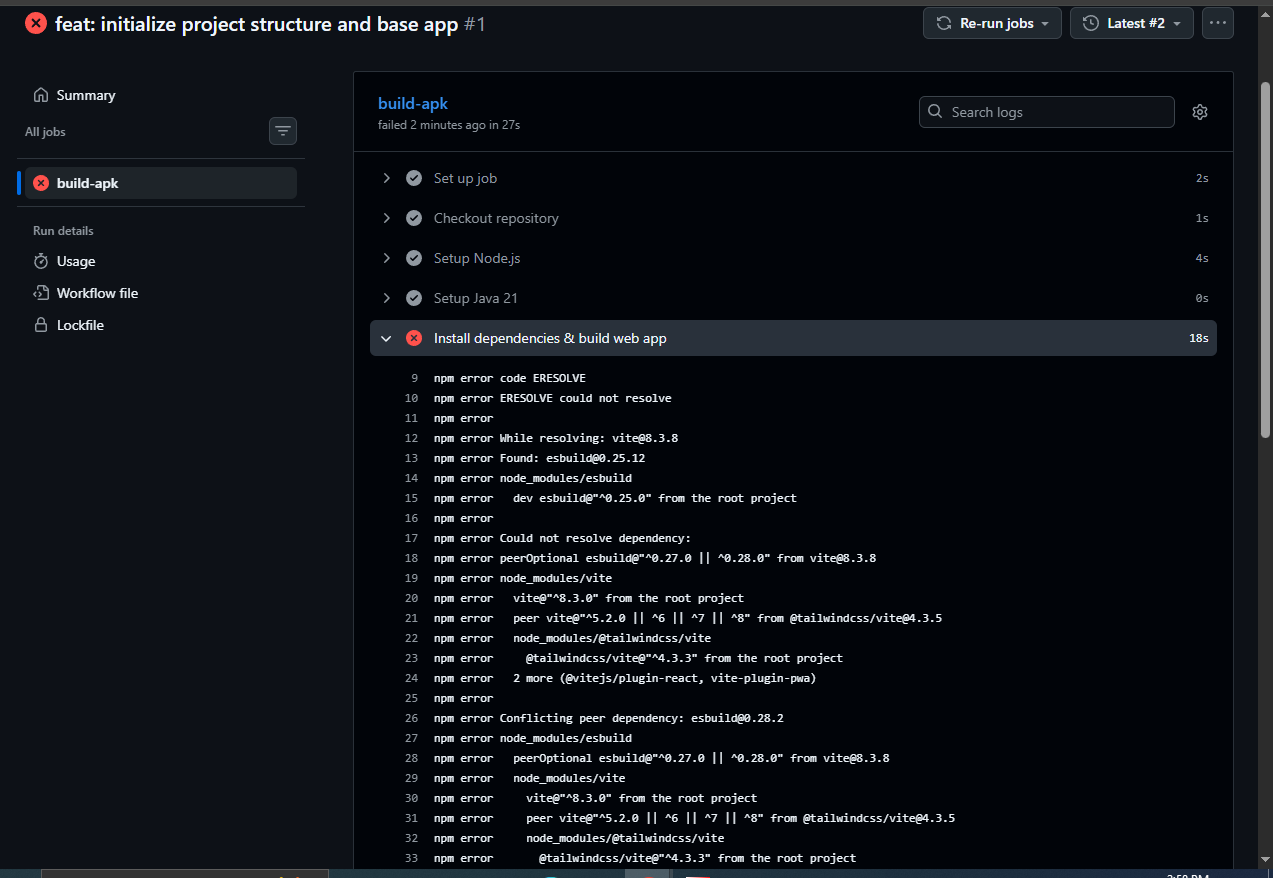 feat: initialize project structure and base app #1
Re-run jobs
Latest #2
Summary
All jobs
build-apk
Run details
Usage
Workflow file
Lockfile
build-apk
failed 2 minutes ago in 27s
Search logs
Set up job 2s
Checkout repository 1s
Setup Node.js 4s
Setup Java 21 0s
Install dependencies & build web app 18s
9 npm error code ERESOLVE
10 npm error ERESOLVE could not resolve
11 npm error
12 npm error While resolving: vite@8.3.8
13 npm error Found: esbuild@0.25.12
14 npm error node_modules/esbuild
15 npm error   dev esbuild@"^0.25.0" from the root project
16 npm error
17 npm error Could not resolve dependency:
18 npm error peerOptional esbuild@"^0.27.0 || ^0.28.0" from vite@8.3.8
19 npm error node_modules/vite
20 npm error   vite@"^8.3.0" from the root project
21 npm error   peer vite@"^5.2.0 || ^6 || ^7 || ^8" from @tailwindcss/vite@4.3.5
22 npm error   node_modules/@tailwindcss/vite
23 npm error     @tailwindcss/vite@"^4.3.3" from the root project
24 npm error   2 more (@vitejs/plugin-react, vite-plugin-pwa)
25 npm error
26 npm error Conflicting peer dependency: esbuild@0.28.2
27 npm error node_modules/esbuild
28 npm error   peerOptional esbuild@"^0.27.0 || ^0.28.0" from vite@8.3.8
29 npm error   node_modules/vite
30 npm error     vite@"^8.3.0" from the root project
31 npm error     peer vite@"^5.2.0 || ^6 || ^7 || ^8" from @tailwindcss/vite@4.3.5
32 npm error     node_modules/@tailwindcss/vite
33 npm error       @tailwindcss/vite@"^4.3.3" from the root project